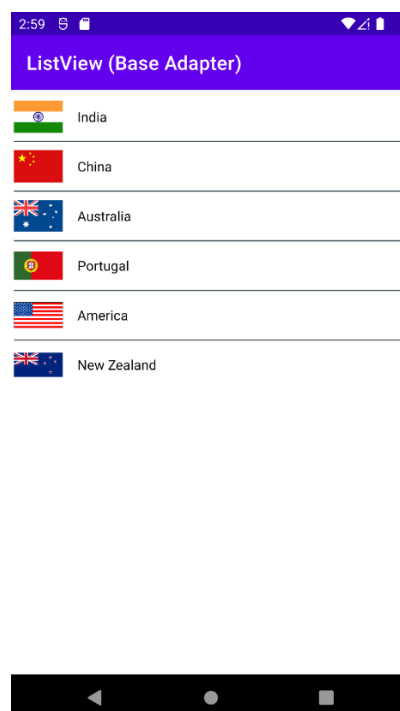 2:59
ListView (Base Adapter)
India
China
Australia
Portugal
America
New Zealand